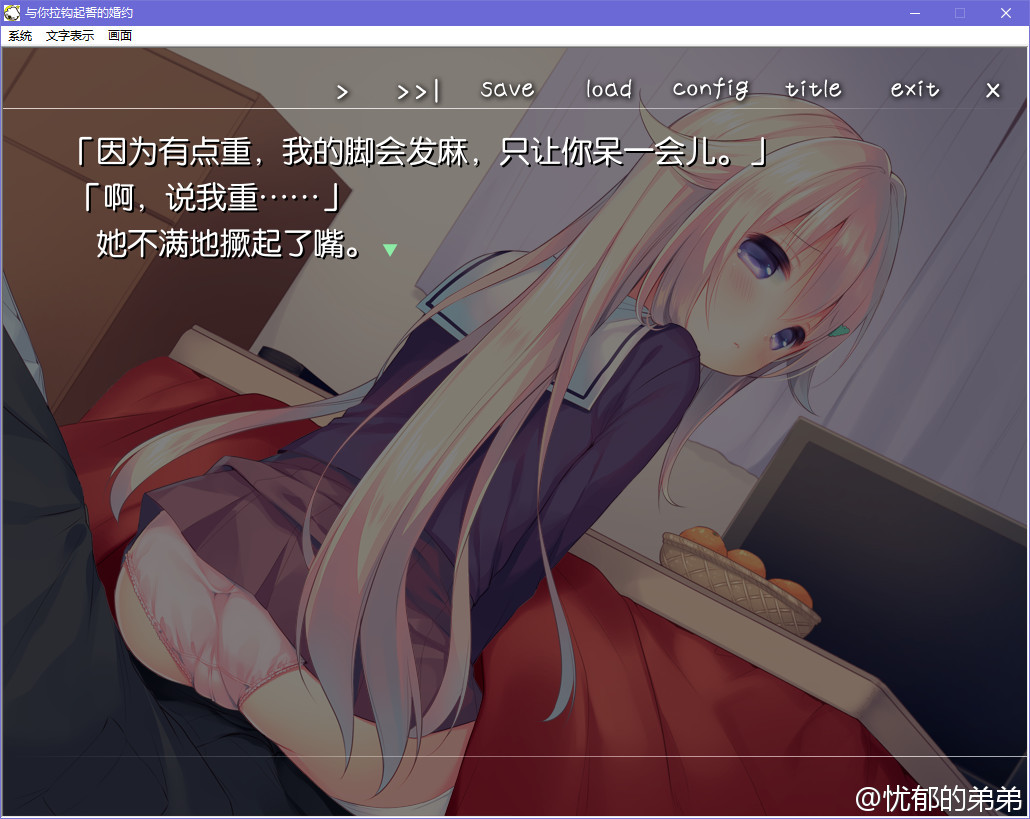 与你拉钩起誓的婚约
系统 文字表示 画面
> >>| save load config title exit x
「因为有点重，我的脚会发麻，只让你呆一会儿。」
「啊，说我重……」
她不满地撅起了嘴。
@忧郁的弟弟